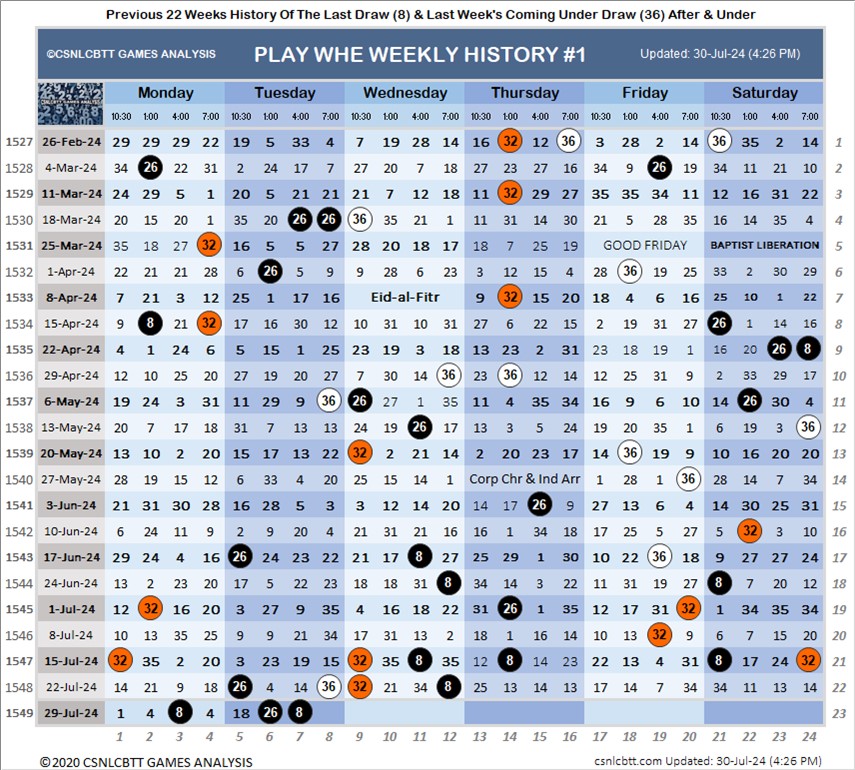 Previous 22 Weeks History Of The Last Draw (8) & Last Week's Coming Under Draw (36) After & Under
©CSNLCBTT GAMES ANALYSIS PLAY WHE WEEKLY HISTORY #1 Updated: 30-Jul-24 (4:26 PM)
CSNLCBTT GAMES ANALYSIS Monday Tuesday Wednesday Thursday Friday Saturday
10:30 1:00 4:00 7:00 10:30 1:00 4:00 7:00 10:30 1:00 4:00 7:00 10:30 1:00 4:00 7:00 10:30 1:00 4:00 7:00 10:30 1:00 4:00 7:00
1527 26-Feb-24 29 29 29 22 19 5 33 4 7 19 28 14 16 32 12 36 3 28 2 14 36 35 2 14 1
1528 4-Mar-24 34 26 22 31 2 24 17 7 27 20 7 18 27 23 27 16 34 9 26 19 34 11 21 10 2
1529 11-Mar-24 24 29 5 1 20 5 21 21 21 7 12 18 11 32 29 27 35 35 34 11 12 16 31 22 3
1530 18-Mar-24 20 15 20 14 35 20 26 26 36 35 21 1 11 31 14 30 21 5 28 35 16 14 35 4 4
1531 25-Mar-24 35 18 27 32 16 5 5 27 28 20 18 17 18 7 25 19 GOOD FRIDAY BAPTIST LIBERATION 5
1532 1-Apr-24 22 21 21 28 6 26 5 9 9 28 6 23 3 12 15 4 28 36 19 25 33 2 30 29 6
1533 8-Apr-24 7 21 3 12 25 1 17 16 Eid-al-Fitr 9 32 15 20 18 4 6 16 25 10 1 22 7
1534 15-Apr-24 9 8 21 32 17 16 30 12 10 31 10 31 27 6 22 15 2 19 31 27 26 1 14 16 8
1535 22-Apr-24 4 1 24 6 5 15 1 25 23 19 3 18 13 23 2 31 23 18 19 1 16 20 26 8 9
1536 29-Apr-24 12 10 25 20 27 19 20 27 7 30 14 36 23 36 12 14 12 25 31 9 2 33 29 17 10
1537 6-May-24 19 24 3 31 11 29 9 36 26 27 1 35 11 4 35 34 16 9 6 10 14 26 30 4 11
1538 13-May-24 20 7 17 18 31 7 13 13 24 19 26 17 13 3 5 24 19 20 35 1 6 19 3 36 12
1539 20-May-24 13 10 2 20 15 17 13 22 32 2 21 14 2 20 23 17 18 36 29 13 10 16 20 20 13
1540 27-May-24 28 19 15 12 6 33 4 20 25 15 14 1 Corp Chr & Ind Arr 1 28 1 36 28 14 7 34 14
1541 3-Jun-24 21 31 30 28 16 28 5 3 3 12 14 20 14 17 26 9 27 13 6 4 14 30 25 31 15
1542 10-Jun-24 6 24 11 9 2 9 20 4 21 31 21 16 16 1 34 18 17 25 5 27 22 32 3 10 16
1543 17-Jun-24 29 24 4 16 26 24 23 22 21 17 8 27 25 29 1 30 10 22 36 18 9 27 27 24 17
1544 24-Jun-24 13 2 23 20 17 5 22 23 18 18 31 8 34 14 3 22 11 31 19 27 8 7 20 12 18
1545 1-Jul-24 12 32 16 20 3 27 9 35 4 16 18 22 31 26 1 35 12 17 31 32 1 34 35 34 19
1546 8-Jul-24 10 13 35 25 9 9 21 34 17 31 13 2 18 1 16 14 10 13 32 9 6 7 15 20 20
1547 15-Jul-24 32 35 2 20 3 23 19 15 32 35 8 35 12 8 14 23 22 13 4 31 8 17 24 32 21
1548 22-Jul-24 14 21 9 18 26 4 14 36 32 21 34 8 25 13 14 13 17 14 7 34 34 11 13 14 22
1549 29-Jul-24 1 4 8 4 18 26 8 23
1 2 3 4 5 6 7 8 9 10 11 12 13 14 15 16 17 18 19 20 21 22 23 24
©2020 CSNLCBTT GAMES ANALYSIS csnlcbtt.com Updated: 30-Jul-24 (4:26 PM)